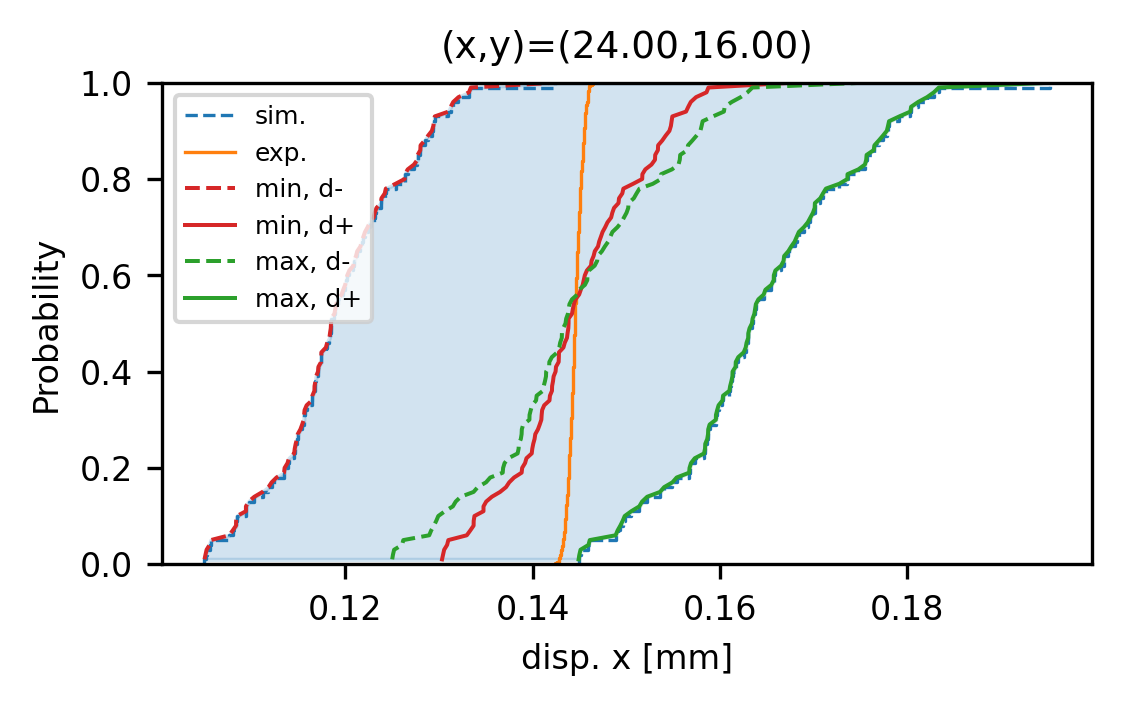 (x,y)=(24.00,16.00)
1.0
0.8
0.6
0.4
0.2
0.0
Probability
sim.
exp.
min, d-
min, d+
max, d-
max, d+
0.12
0.14
0.16
0.18
disp. x [mm]